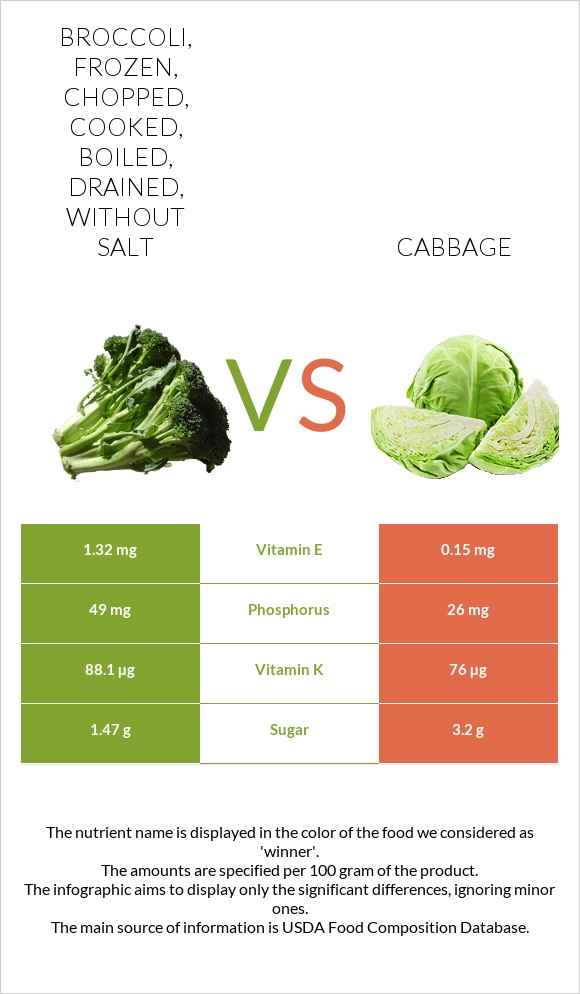 BROCCOLI,
FROZEN,
CHOPPED,
COOKED,
BOILED,
DRAINED,
WITHOUT
SALT
CABBAGE
VS
1.32 mg Vitamin E 0.15 mg
49 mg Phosphorus 26 mg
88.1 µg Vitamin K 76 µg
1.47 g Sugar 3.2 g
The nutrient name is displayed in the color of the food we considered as
'winner'.
The amounts are specified per 100 gram of the product.
The infographic aims to display only the significant differences, ignoring minor
ones.
The main source of information is USDA Food Composition Database.